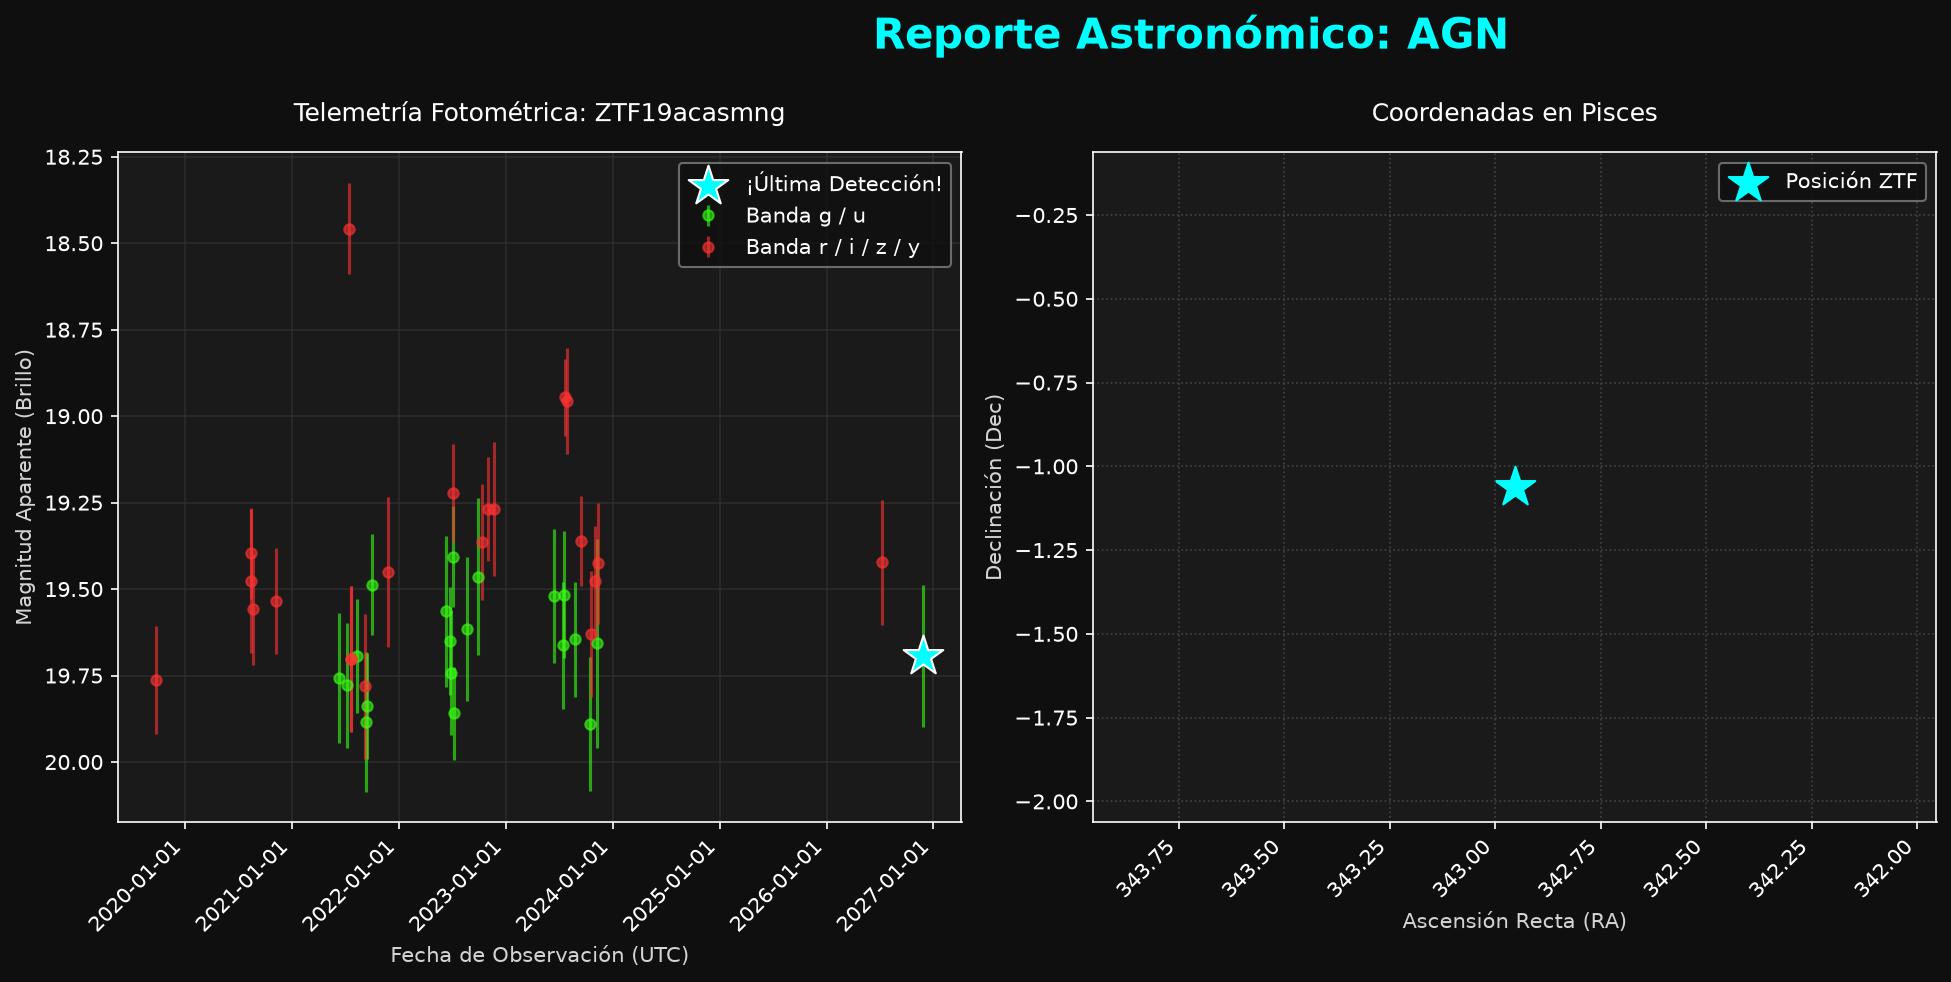 Reporte Astronómico: AGN
Telemetría Fotométrica: ZTF19acasmng
Magnitud Aparente (Brillo)
18.25
18.50
18.75
19.00
19.25
19.50
19.75
20.00
¡Última Detección!
Banda g / u
Banda r / i / z / y
2020-01-01
2021-01-01
2022-01-01
2023-01-01
2024-01-01
2025-01-01
2026-01-01
2027-01-01
Fecha de Observación (UTC)
Coordenadas en Pisces
Declinación (Dec)
−0.25
−0.50
−0.75
−1.00
−1.25
−1.50
−1.75
−2.00
Posición ZTF
343.75
343.50
343.25
343.00
342.75
342.50
342.25
342.00
Ascensión Recta (RA)